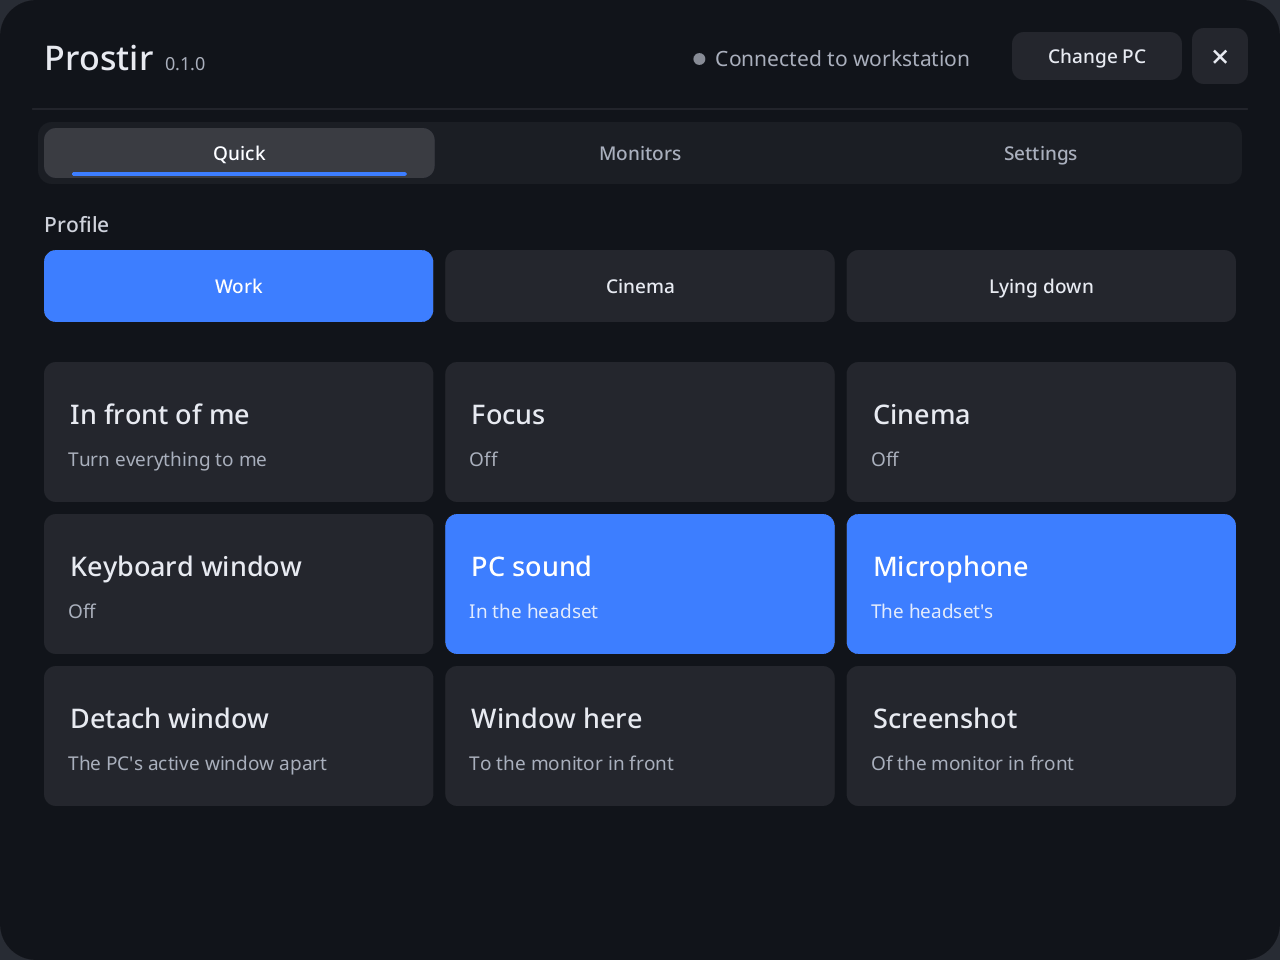 Prostir 0.1.0
Connected to workstation
Change PC
Quick
Monitors
Settings
Profile
Work
Cinema
Lying down
In front of me
Turn everything to me
Focus
Off
Cinema
Off
Keyboard window
Off
PC sound
In the headset
Microphone
The headset's
Detach window
The PC's active window apart
Window here
To the monitor in front
Screenshot
Of the monitor in front